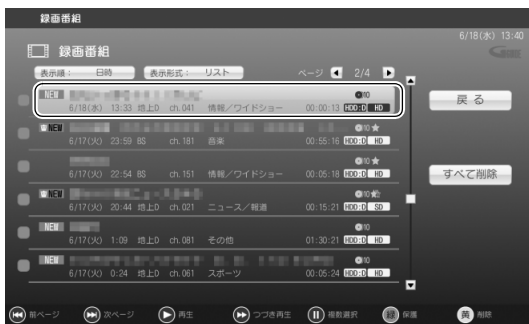 録画番組
6/18(水) 13:40
録画番組
表示順： 日時 表示形式： リスト ページ 2/4
NEW 10
6/18(水) 13:33 地上D ch.041 情報／ワイドショー 00:00:13 HDD:D HD
戻る
NEW 10
6/17(火) 23:59 BS ch.181 音楽 00:55:16 HDD:D HD
10
6/17(火) 22:54 BS ch.151 情報／ワイドショー 00:05:18 HDD:D HD
すべて削除
NEW 10
6/17(火) 20:44 地上D ch.021 ニュース／報道 00:15:21 HDD:D SD
NEW 10
6/17(火) 1:09 地上D ch.081 その他 01:30:21 HDD:D HD
NEW 10
6/17(火) 0:24 地上D ch.061 スポーツ 00:05:24 HDD:D HD
前ページ 次ページ 再生 つづき再生 複数選択 緑 保護 黄 削除